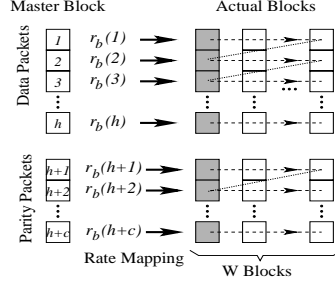 Master Block Actual Blocks
Data Packets
1 r_b(1)
2 r_b(2)
3 r_b(3)
h r_b(h)
Parity Packets
h+1 r_b(h+1)
h+2 r_b(h+2)
h+c r_b(h+c)
Rate Mapping
W Blocks